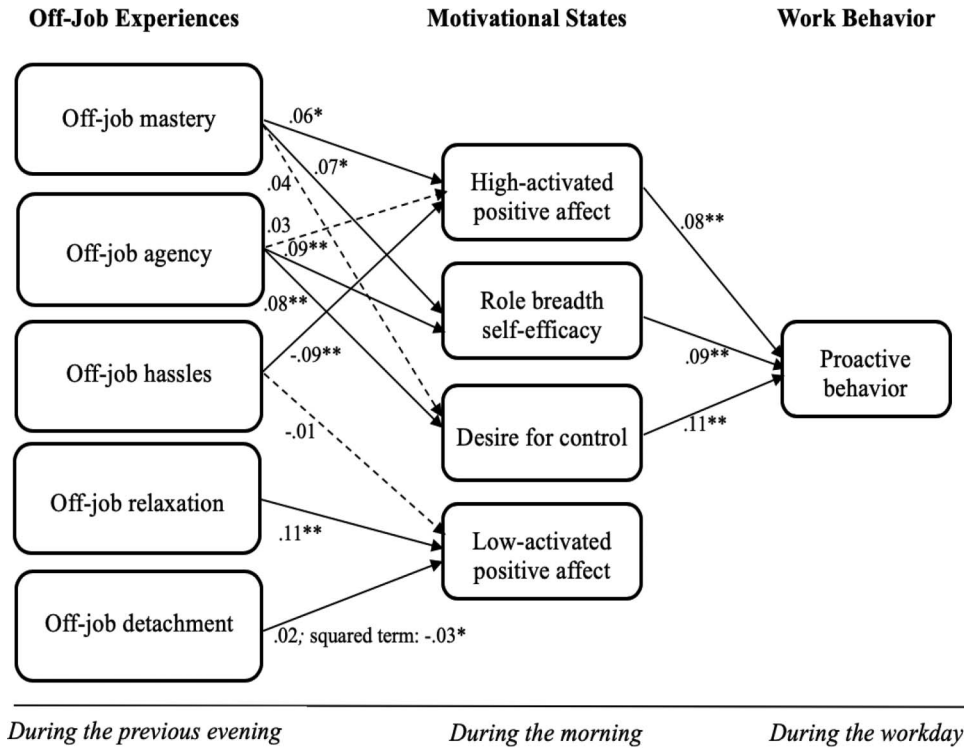 Off-Job Experiences
Motivational States
Work Behavior
Off-job mastery
Off-job agency
Off-job hassles
Off-job relaxation
Off-job detachment
.06*
.07*
.04
.03
.09**
.08**
-.09**
-.01
.11**
.02; squared term: -.03*
High-activated
positive affect
Role breadth
self-efficacy
Desire for control
Low-activated
positive affect
.08**
.09**
.11**
Proactive
behavior
During the previous evening
During the morning
During the workday